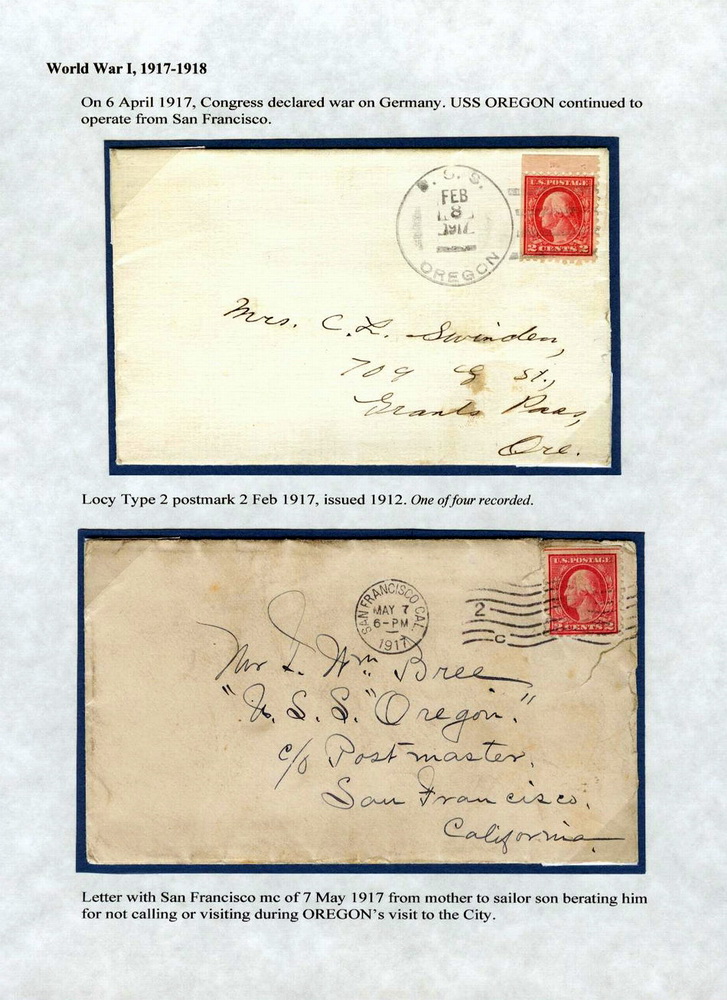 World War I, 1917-1918
On 6 April 1917, Congress declared war on Germany. USS OREGON continued to
operate from San Francisco.
U.S.S.
FEB
8
1917
OREGON
U.S. POSTAGE
2 CENTS 2
Mrs. C. L. Swinden,
709 G St.,
Grants Pass,
Ore.
Locy Type 2 postmark 2 Feb 1917, issued 1912. One of four recorded.
SAN FRANCISCO CAL.
MAY 7
6-PM
1917
2
C
U.S. POSTAGE
2 CENTS 2
Mr Wm Bree
"U.S.S. "Oregon."
c/o Postmaster,
San Francisco,
California
Letter with San Francisco mc of 7 May 1917 from mother to sailor son berating him
for not calling or visiting during OREGON's visit to the City.